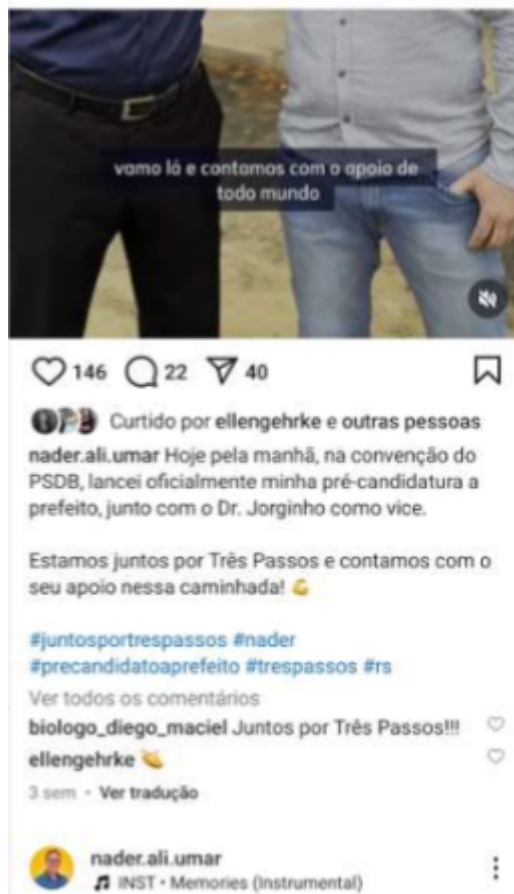 vamo lá e contamos com o apoio de
todo mundo
146 22 40
Curtido por ellengehrke e outras pessoas
nader.ali.umar Hoje pela manhã, na convenção do
PSDB, lancei oficialmente minha pré-candidatura a
prefeito, junto com o Dr. Jorginho como vice.
Estamos juntos por Três Passos e contamos com o
seu apoio nessa caminhada! 💪
#juntosportrespassos #nader
#precandidatoaprefeito #trespassos #rs
Ver todos os comentários
biologo_diego_maciel Juntos por Três Passos!!!
ellengehrke 👏
3 sem • Ver tradução
nader.ali.umar
INST • Memories (Instrumental)